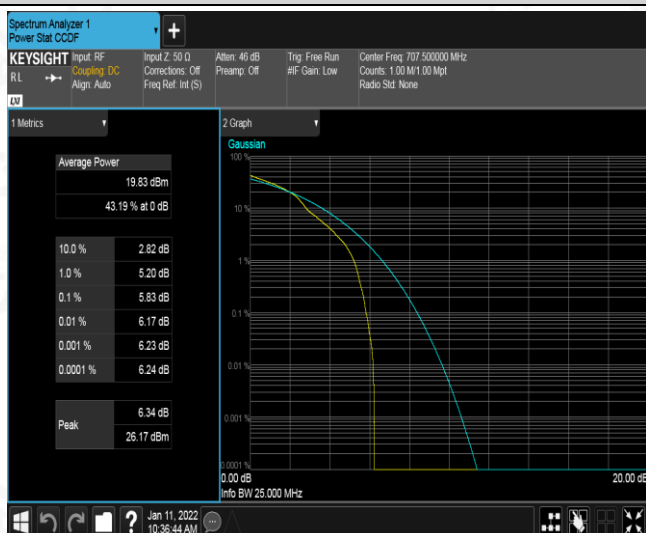 Spectrum Analyzer 1
Power Stat CCDF
+
KEYSIGHT Input: RF Input Z: 50 Ω Atten: 46 dB Trig: Free Run Center Freq: 707.500000 MHz
RL Coupling: DC Corrections: Off Preamp: Off #IF Gain: Low Counts: 1.00 M/1.00 Mpt
Align: Auto Freq Ref: Int (S) Radio Std: None
LXI
1 Metrics
2 Graph
Average Power
19.83 dBm
43.19 % at 0 dB
10.0 % 2.82 dB
1.0 % 5.20 dB
0.1 % 5.83 dB
0.01 % 6.17 dB
0.001 % 6.23 dB
0.0001 % 6.24 dB
Peak 6.34 dB
26.17 dBm
Gaussian
100 %
10 %
1 %
0.1 %
0.01 %
0.001 %
0.0001 %
0.00 dB 20.00 dB
Info BW 25.000 MHz
? Jan 11, 2022
10:36:44 AM